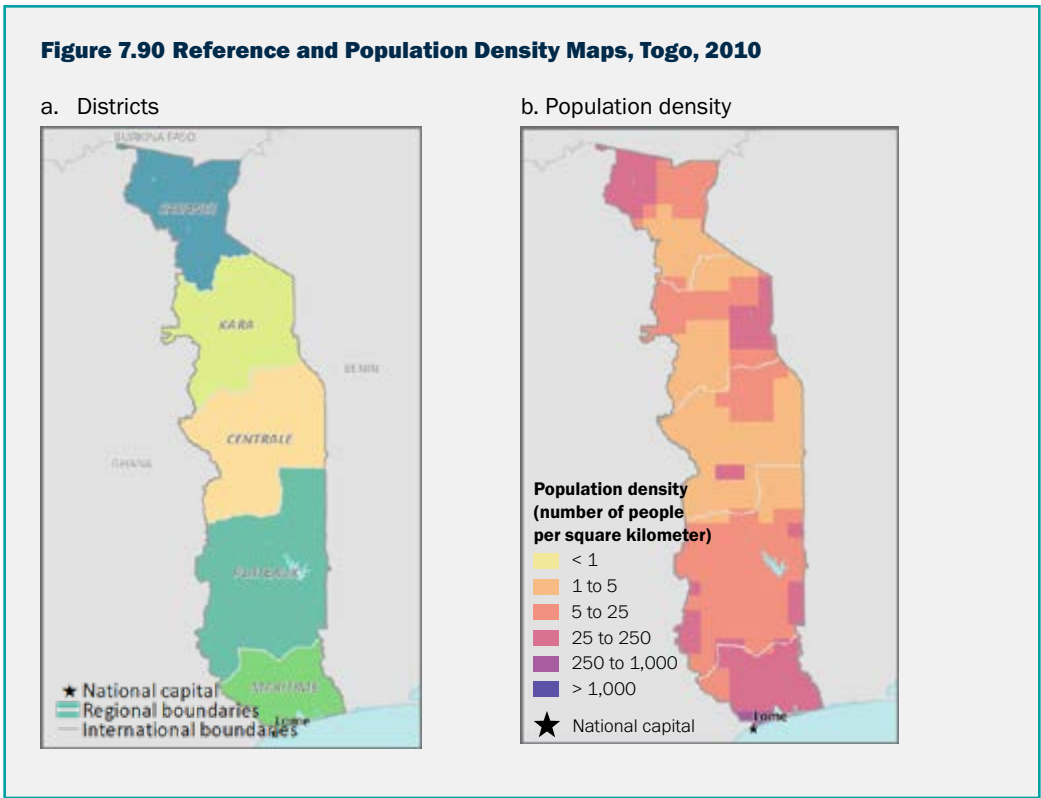 Figure 7.90 Reference and Population Density Maps, Togo, 2010
a. Districts
BURKINA FASO
KARA
BENIN
CENTRALE
GHANA
PLATEAUX
MARITIME
Lome
★ National capital
Regional boundaries
International boundaries
b. Population density
Population density
(number of people
per square kilometer)
< 1
1 to 5
5 to 25
25 to 250
250 to 1,000
> 1,000
National capital
Lome